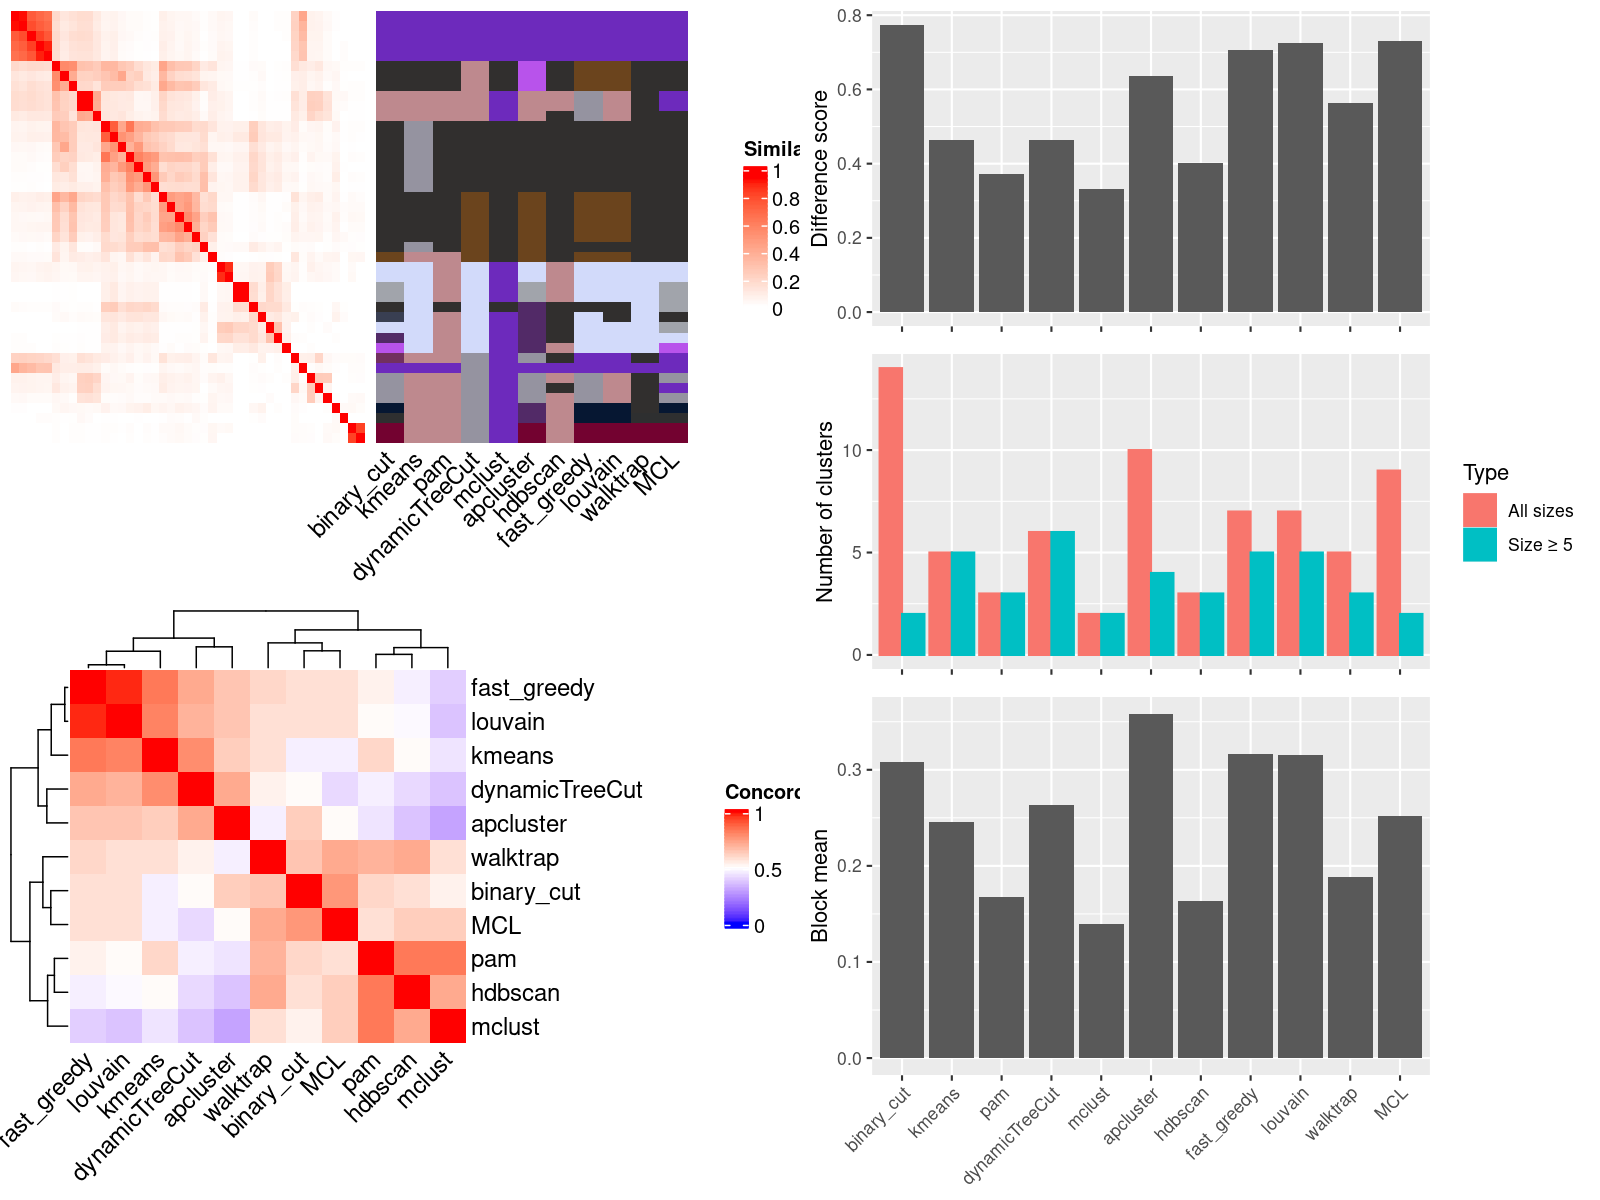 Simila
1
0.8
0.6
0.4
0.2
0
binary_cut
kmeans
pam
dynamicTreeCut
mclust
apcluster
hdbscan
fast_greedy
louvain
walktrap
MCL
fast_greedy
louvain
kmeans
dynamicTreeCut
apcluster
walktrap
binary_cut
MCL
pam
hdbscan
mclust
Concord
1
0.5
0
fast_greedy
louvain
kmeans
dynamicTreeCut
apcluster
walktrap
binary_cut
MCL
pam
hdbscan
mclust
Difference score
0.8
0.6
0.4
0.2
0.0
Number of clusters
10
5
0
Type
All sizes
Size ≥ 5
Block mean
0.3
0.2
0.1
0.0
binary_cut
kmeans
pam
dynamicTreeCut
mclust
apcluster
hdbscan
fast_greedy
louvain
walktrap
MCL